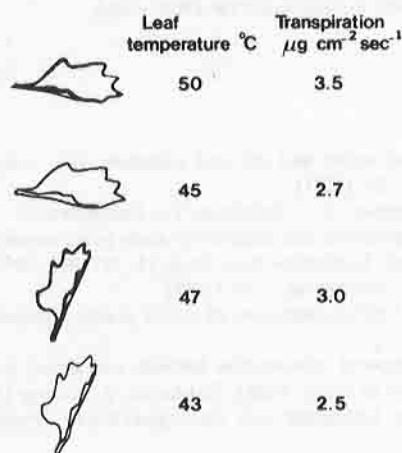 Leaf Transpiration
temperature °C μg cm⁻² sec⁻¹
50 3.5
45 2.7
47 3.0
43 2.5